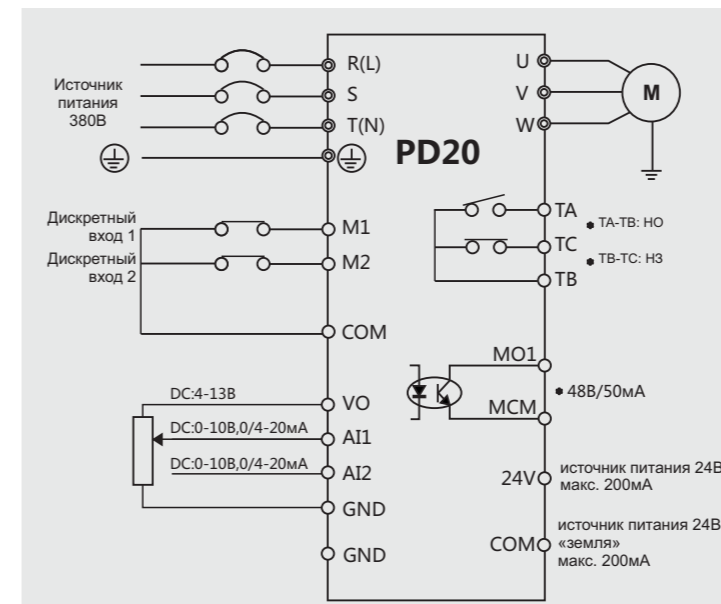 Источник
питания
380В
R(L)
S
T(N)
PD20
U
V
W
M
Дискретный
вход 1
Дискретный
вход 2
M1
M2
COM
TA
TC
TB
TA-TB: НО
TB-TC: НЗ
MO1
MCM
48В/50мА
DC:4-13В
DC:0-10В,0/4-20мА
DC:0-10В,0/4-20мА
VO
AI1
AI2
GND
GND
24V
источник питания 24В
макс. 200мА
COM
источник питания 24В
«земля»
макс. 200мА